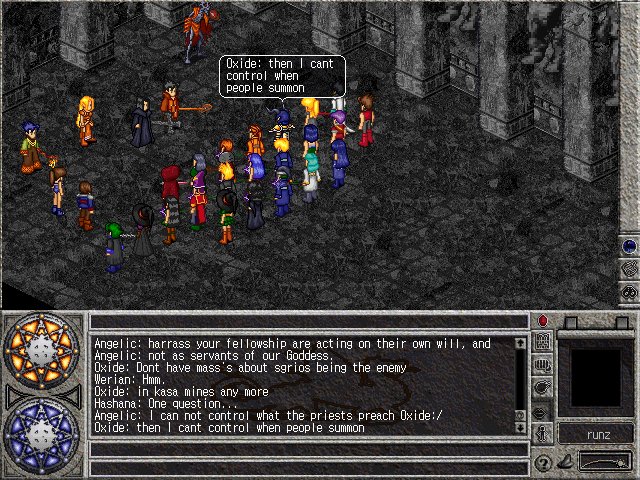 Oxide: then I cant
control when
people summon
Angelic: harrass your fellowship are acting on their own will, and
Angelic: not as servants of our Goddess.
Oxide: Dont have mass's about sgrios being the enemy
Werian: Hmm.
Oxide: in kasa mines any more
Hashana: One question...
Angelic: I can not control what the priests preach Oxide:/
Oxide: then I cant control when people summon
runz